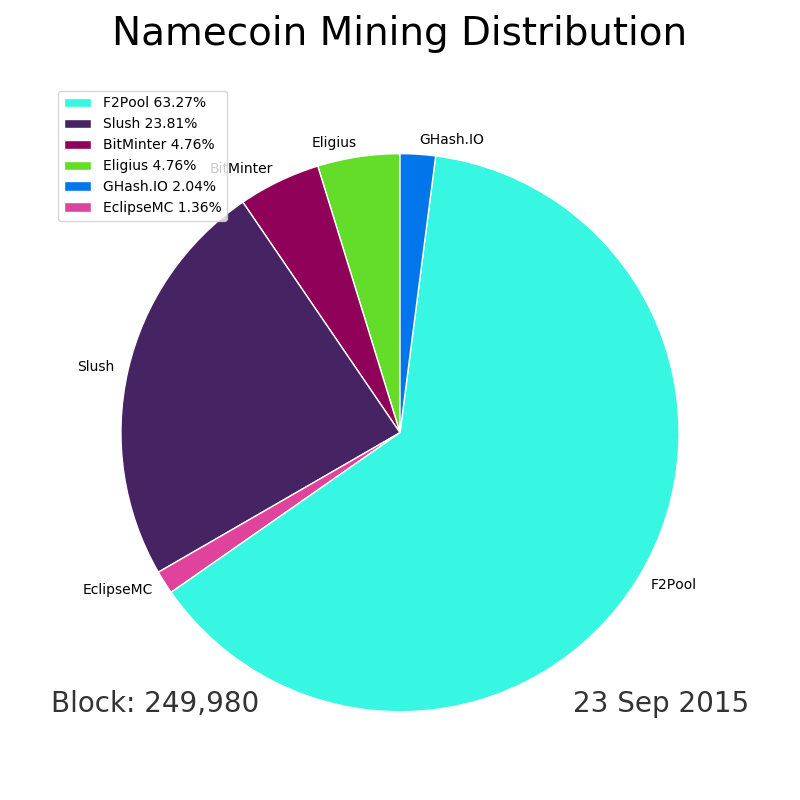 Namecoin Mining Distribution
F2Pool 63.27%
Slush 23.81%
BitMinter 4.76%
Eligius 4.76%
GHash.IO 2.04%
EclipseMC 1.36%
GHash.IO
Eligius
BitMinter
Slush
F2Pool
EclipseMC
Block: 249,980
23 Sep 2015